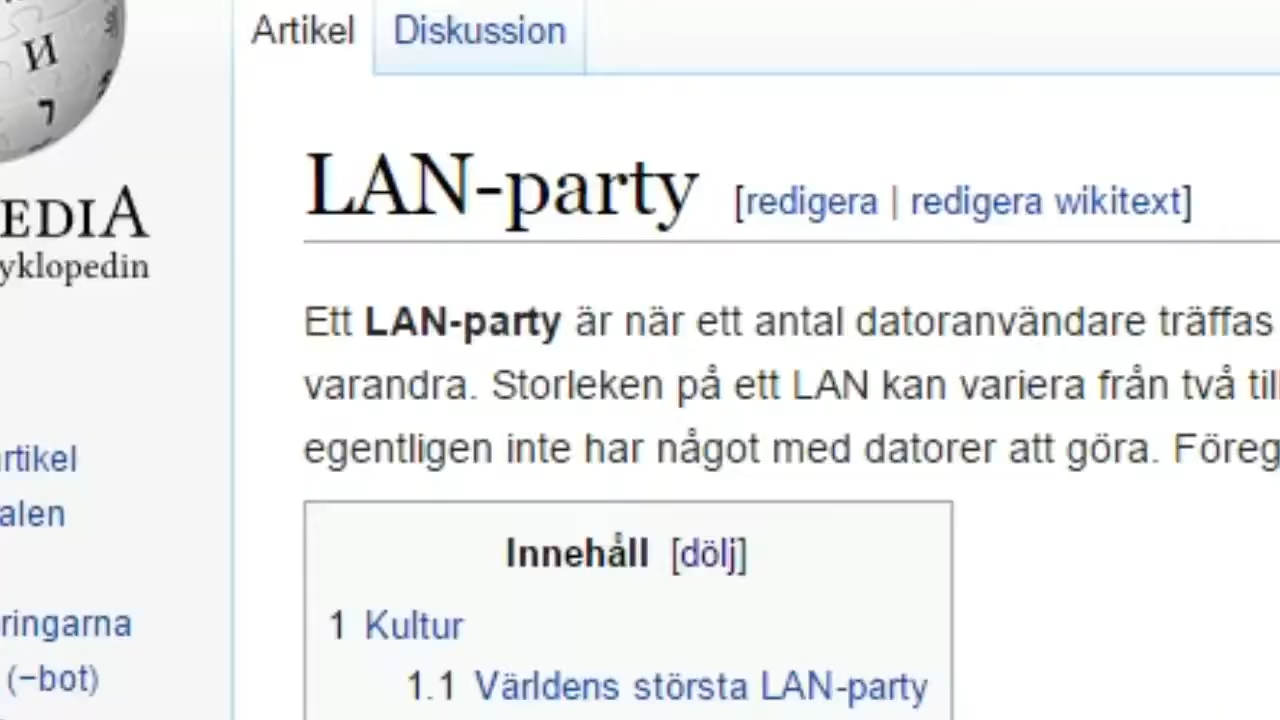 Artikel Diskussion
EDIA
yklopedin
LAN-party [redigera | redigera wikitext]
Ett LAN-party är när ett antal datoranvändare träffas
varandra. Storleken på ett LAN kan variera från två till
egentligen inte har något med datorer att göra.Föreg
rtikel
alen
ringarna
(-bot)
Innehåll [dölj]
1 Kultur
1.1 Världens största LAN-party